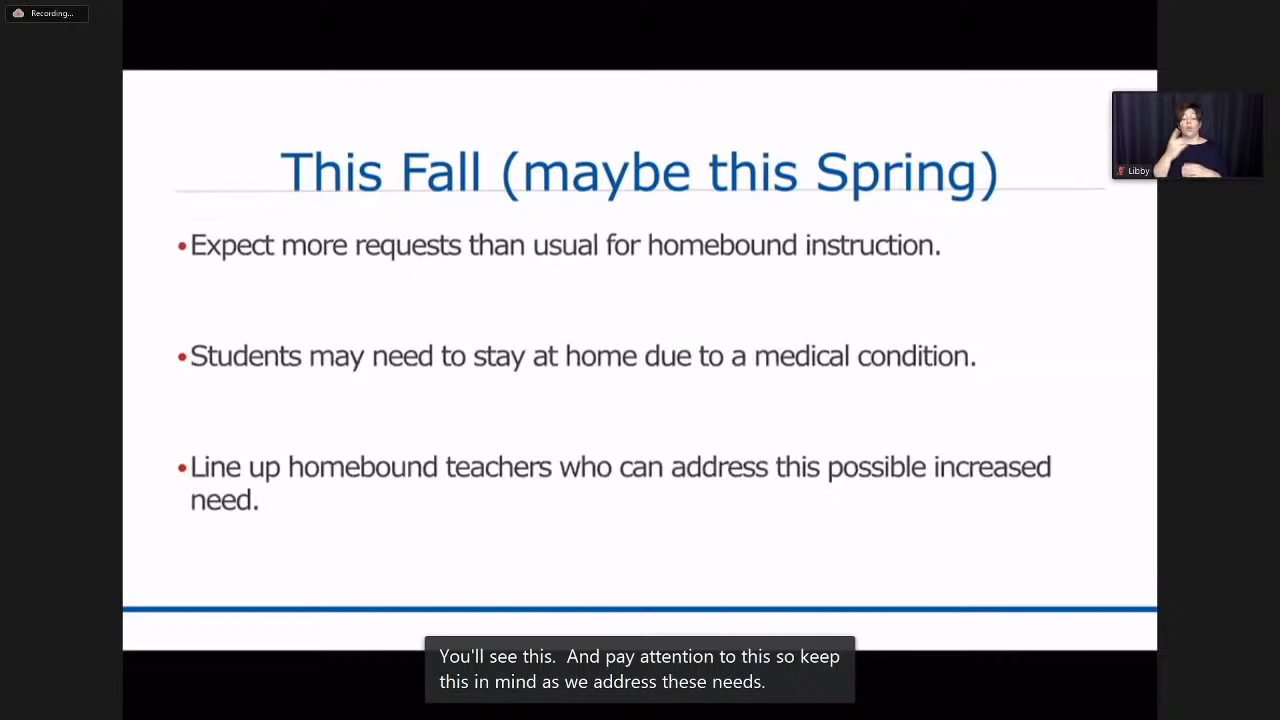 Recording...
This Fall (maybe this Spring)
•Expect more requests than usual for homebound instruction.
Libby
•Students may need to stay at home due to a medical condition.
•Line up homebound teachers who can address this possible increased
need.
You'll see this.  And pay attention to this so keep
this in mind as we address these needs.